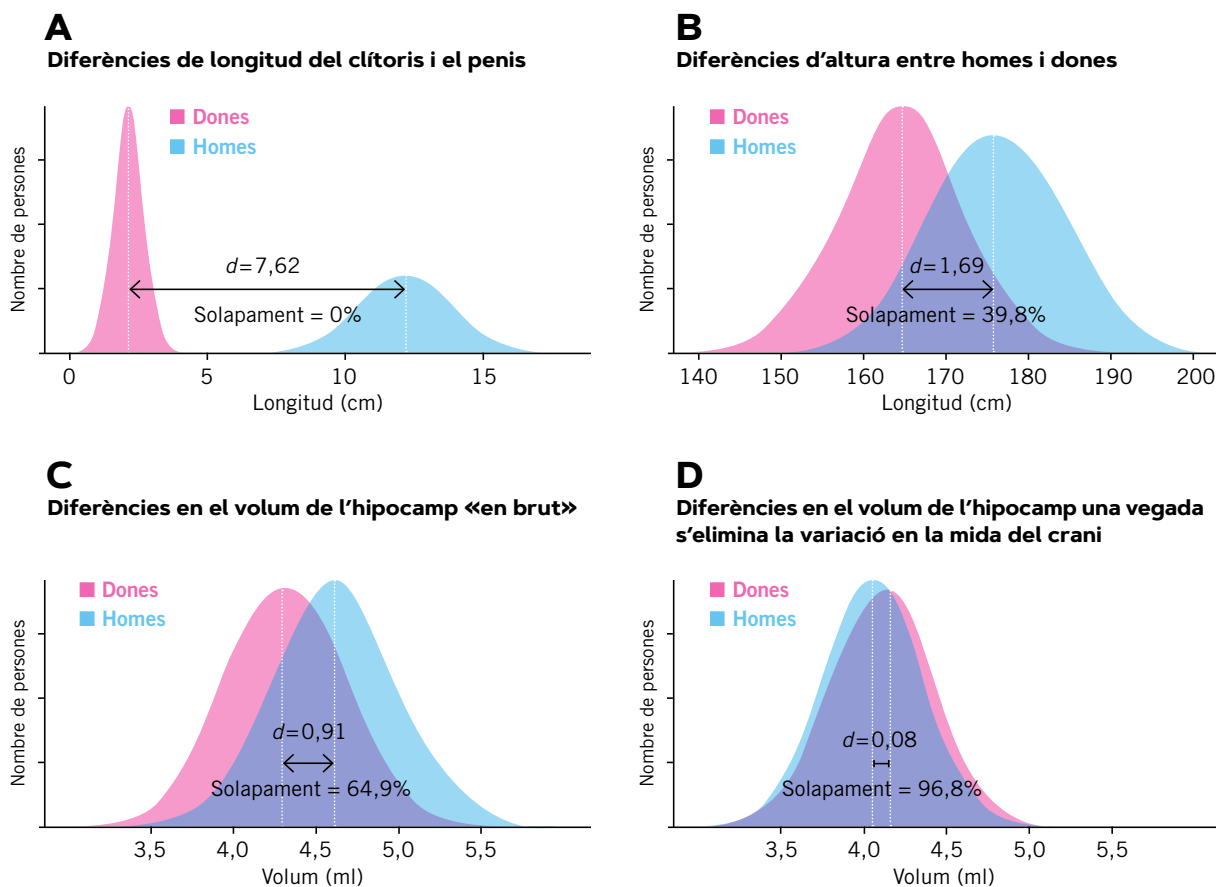 A
Diferències de longitud del clítoris i el penis
Dones
Homes
Nombre de persones
d=7,62
Solapament = 0%
0 5 10 15
Longitud (cm)
B
Diferències d’altura entre homes i dones
Dones
Homes
Nombre de persones
d=1,69
Solapament = 39,8%
140 150 160 170 180 190 200
Longitud (cm)
C
Diferències en el volum de l’hipocamp «en brut»
Dones
Homes
Nombre de persones
d=0,91
Solapament = 64,9%
3,5 4,0 4,5 5,0 5,5
Volum (ml)
D
Diferències en el volum de l’hipocamp una vegada
s’elimina la variació en la mida del crani
Dones
Homes
Nombre de persones
d=0,08
Solapament = 96,8%
3,5 4,0 4,5 5,0 5,5
Volum (ml)